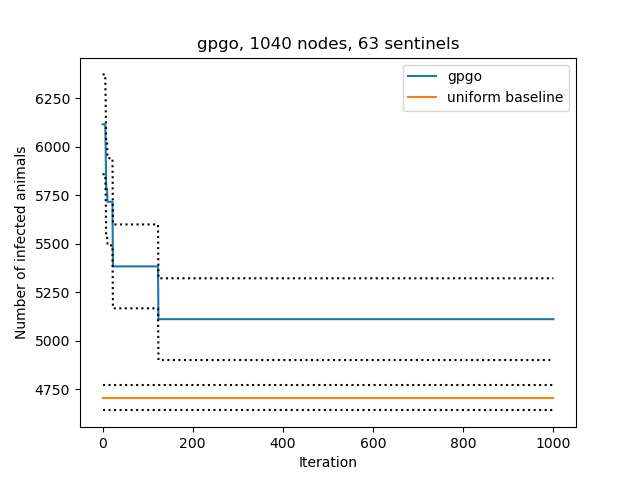 gpgo, 1040 nodes, 63 sentinels
gpgo
uniform baseline
Number of infected animals
6250
6000
5750
5500
5250
5000
4750
0
200
400
600
800
1000
Iteration